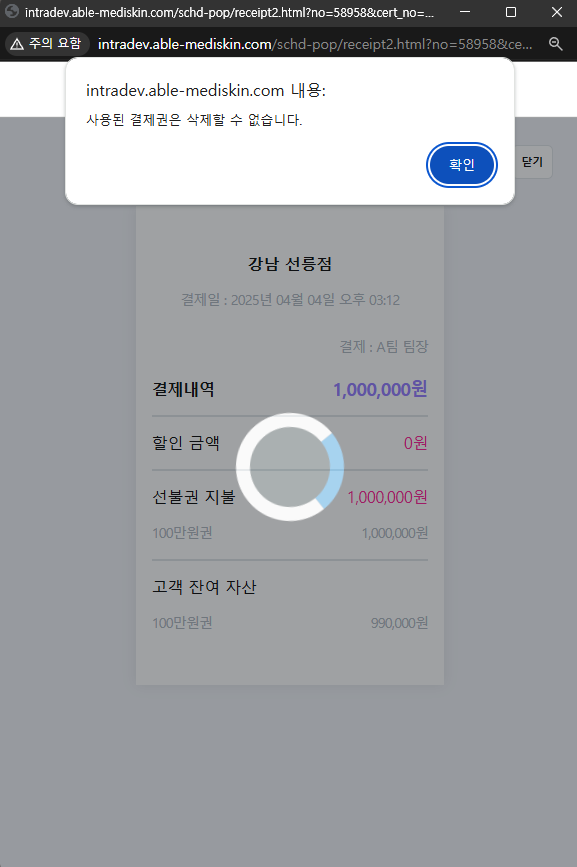 intradev.able-mediskin.com/schd-pop/receipt2.html?no=58958&cert_no=...
주의 요함
intradev.able-mediskin.com/schd-pop/receipt2.html?no=58958&ce...
intradev.able-mediskin.com 내용:
사용된 결제권은 삭제할 수 없습니다.
확인
닫기
강남 선릉점
결제일 : 2025년 04월 04일 오후 03:12
결제 : A팀 팀장
결제내역 1,000,000원
할인 금액 0원
선불권 지불 1,000,000원
100만원권 1,000,000원
고객 잔여 자산
100만원권 990,000원